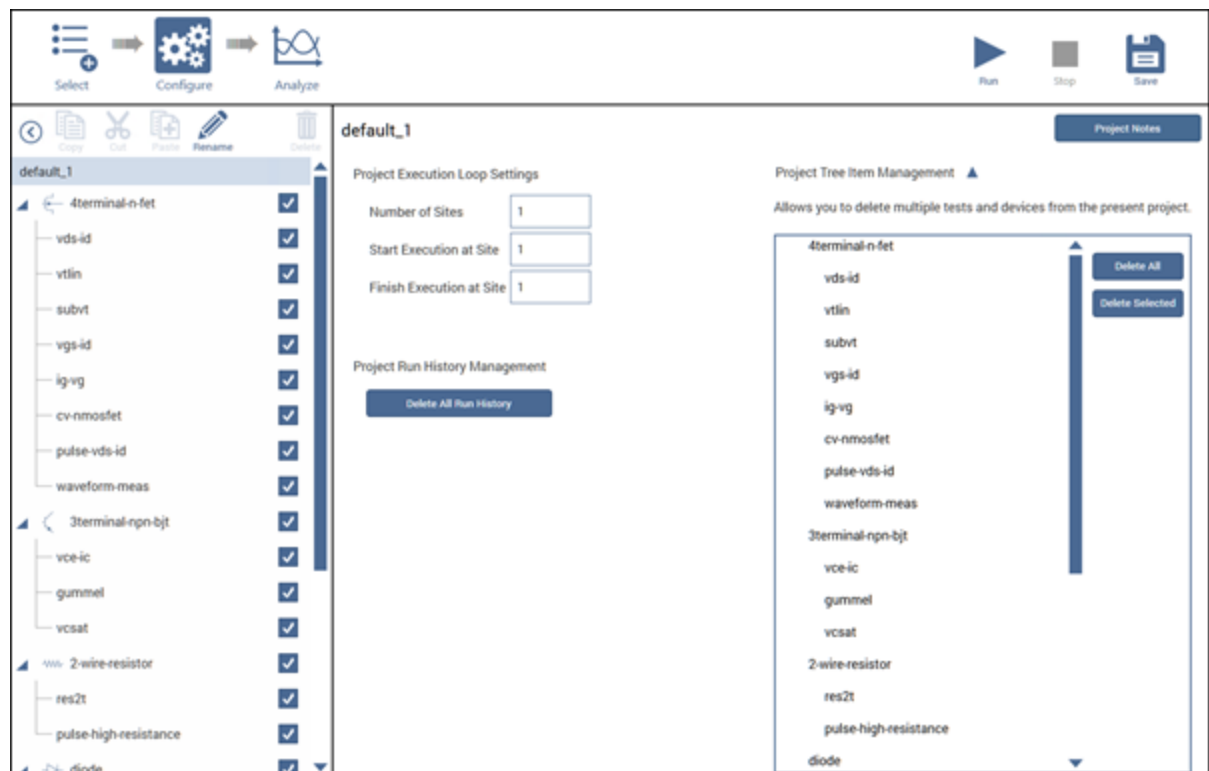 Select
Configure
Analyze
Run
Stop
Save
Copy
Cut
Paste
Rename
Delete
default_1
4terminal-n-fet
vds-id
vtlin
subvt
vgs-id
ig-vg
cv-nmosfet
pulse-vds-id
waveform-meas
3terminal-npn-bjt
vce-ic
gummel
vcsat
2-wire-resistor
res2t
pulse-high-resistance
diode
default_1
Project Notes
Project Execution Loop Settings
Number of Sites 1
Start Execution at Site 1
Finish Execution at Site 1
Project Run History Management
Delete All Run History
Project Tree Item Management
Allows you to delete multiple tests and devices from the present project.
4terminal-n-fet
vds-id
vtlin
subvt
vgs-id
ig-vg
cv-nmosfet
pulse-vds-id
waveform-meas
3terminal-npn-bjt
vce-ic
gummel
vcsat
2-wire-resistor
res2t
pulse-high-resistance
diode
Delete All
Delete Selected